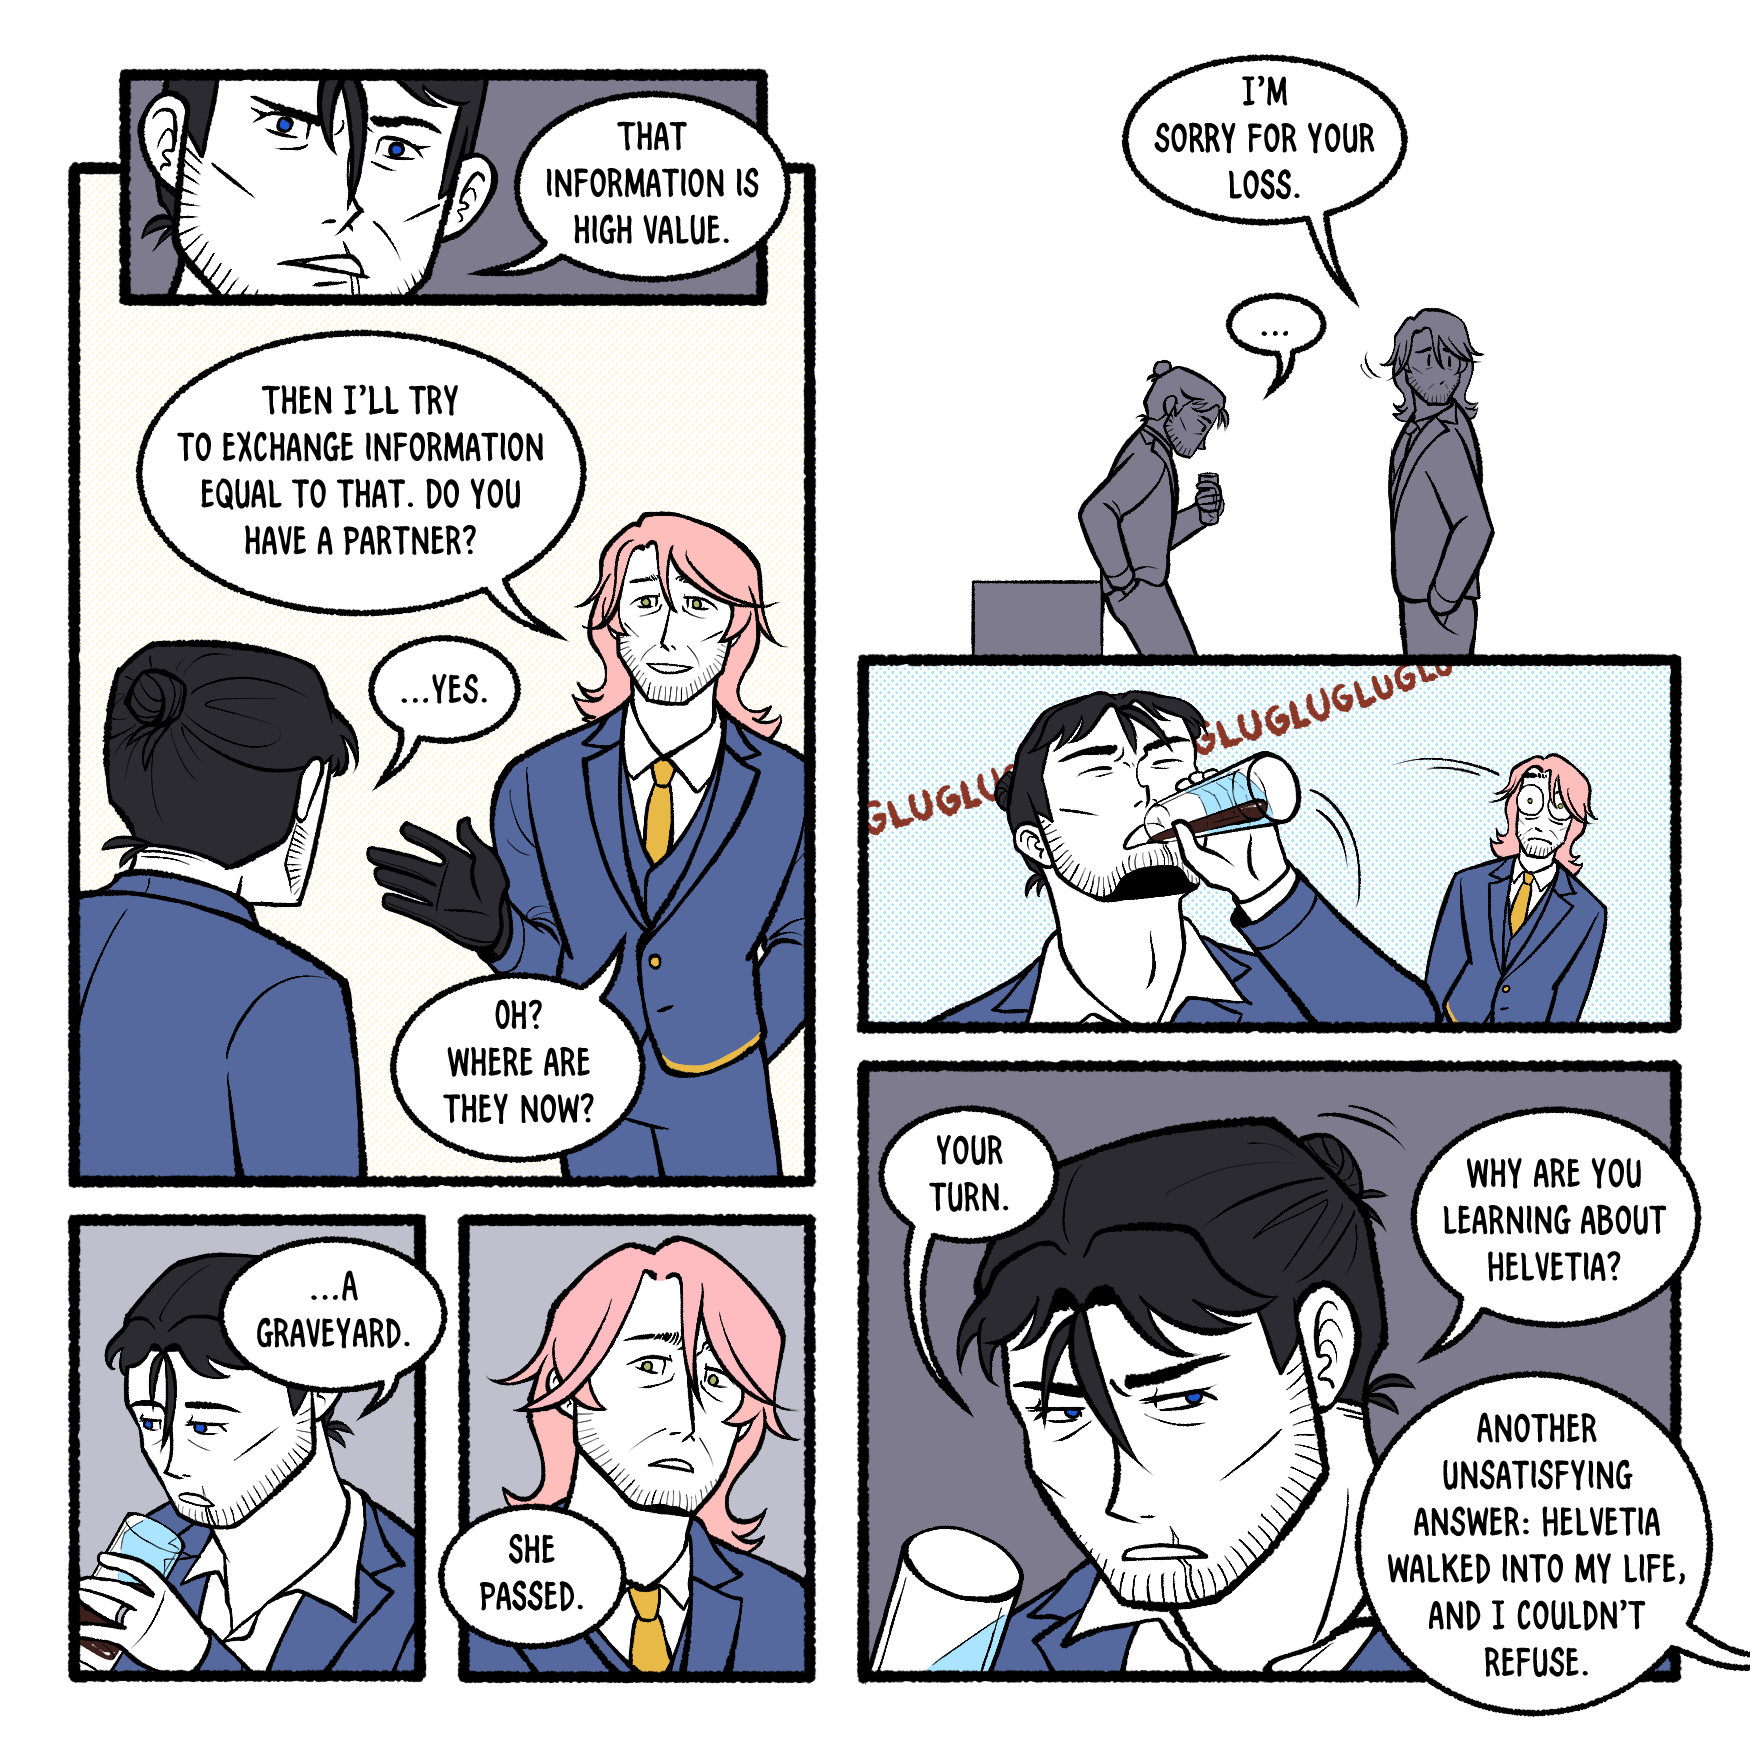 THAT
INFORMATION IS
HIGH VALUE.
THEN I'LL TRY
TO EXCHANGE INFORMATION
EQUAL TO THAT. DO YOU
HAVE A PARTNER?
...YES.
OH?
WHERE ARE
THEY NOW?
...A
GRAVEYARD.
SHE
PASSED.
I'M
SORRY FOR YOUR
LOSS.
...
GLUGLUG
GLUGLUGLUGLU
YOUR
TURN.
WHY ARE YOU
LEARNING ABOUT
HELVETIA?
ANOTHER
UNSATISFYING
ANSWER: HELVETIA
WALKED INTO MY LIFE,
AND I COULDN'T
REFUSE.